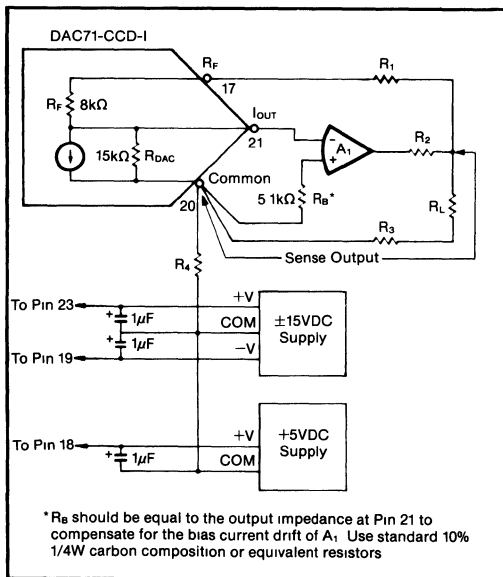 DAC71-CCD-I
RF
17
R1
RF
8kΩ
IOUT
21
15kΩ
RDAC
−
+
A1
R2
Common
20
5 1kΩ
RB*
RL
R3
R4
Sense Output
To Pin 23
+V
+
1μF
COM
±15VDC
Supply
+
1μF
To Pin 19
−V
To Pin 18
+V
+5VDC
Supply
+
1μF
COM
*RB should be equal to the output impedance at Pin 21 to
compensate for the bias current drift of A1 Use standard 10%
1/4W carbon composition or equivalent resistors